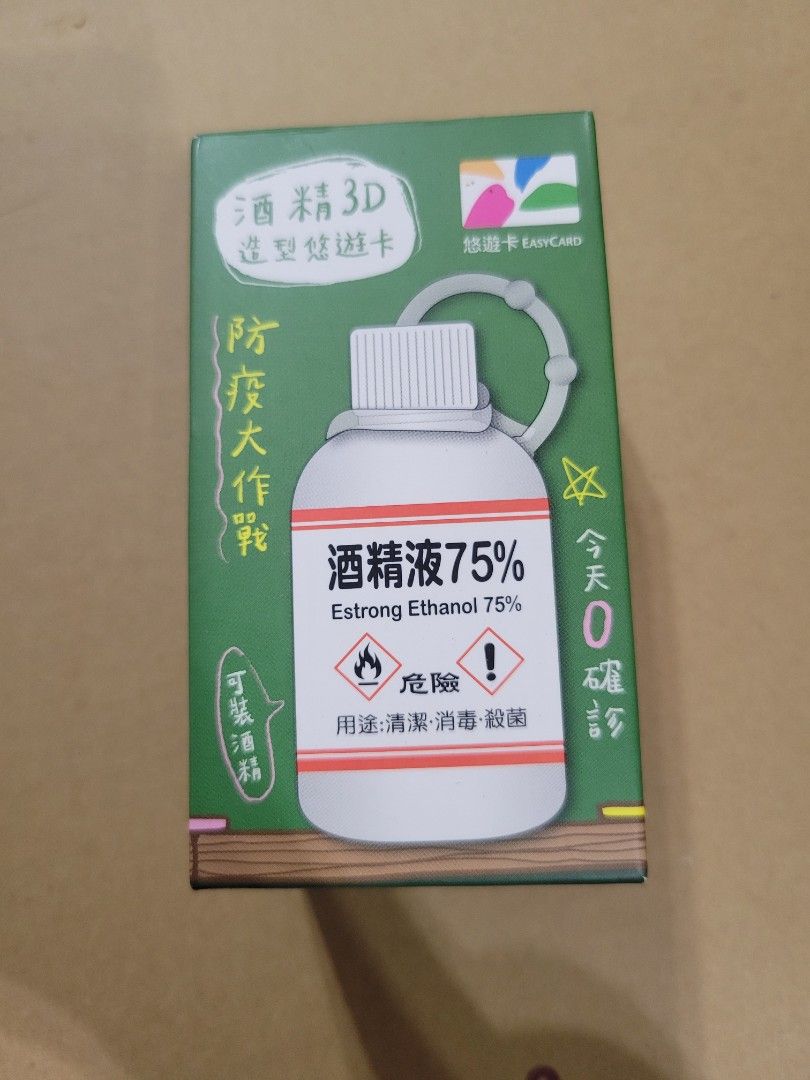 酒精3D
造型悠遊卡
悠遊卡 EASYCARD
防疫大作戰
酒精液75%
Estrong Ethanol 75%
危險
用途:清潔·消毒·殺菌
今天0確診
可裝酒精